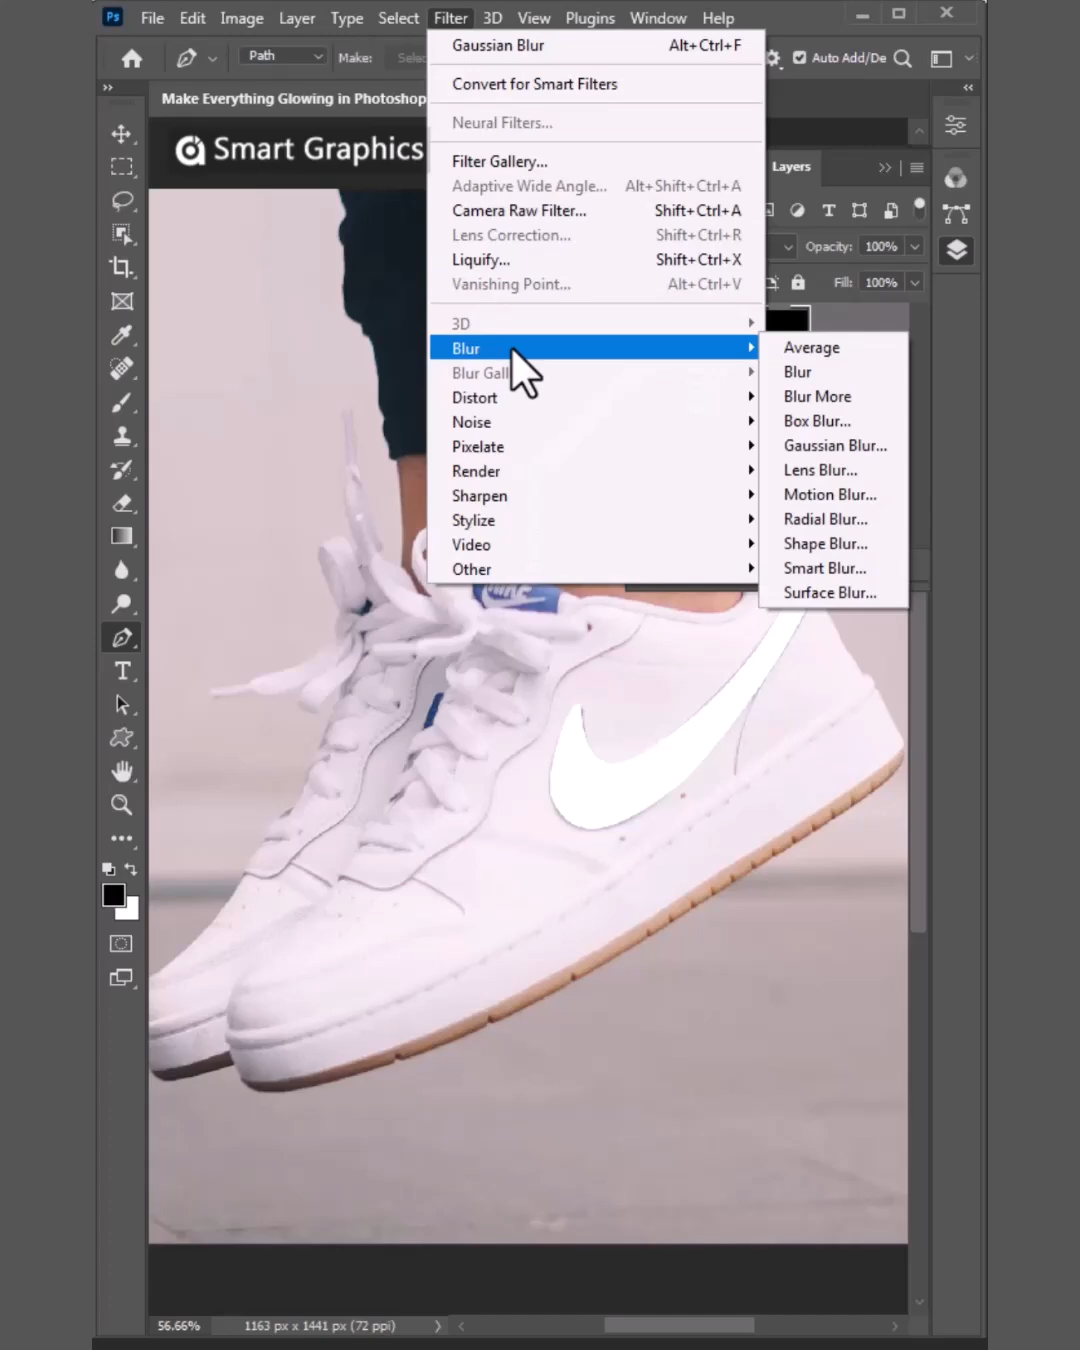 Ps File Edit Image Layer Type Select Filter 3D View Plugins Window Help
Path Make: Auto Add/De
Make Everything Glowing in Photoshop
Smart Graphics
Gaussian Blur Alt+Ctrl+F
Convert for Smart Filters
Neural Filters...
Filter Gallery...
Adaptive Wide Angle... Alt+Shift+Ctrl+A
Camera Raw Filter... Shift+Ctrl+A
Lens Correction... Shift+Ctrl+R
Liquify... Shift+Ctrl+X
Vanishing Point... Alt+Ctrl+V
3D
Blur
Blur Gall
Distort
Noise
Pixelate
Render
Sharpen
Stylize
Video
Other
Average
Blur
Blur More
Box Blur...
Gaussian Blur...
Lens Blur...
Motion Blur...
Radial Blur...
Shape Blur...
Smart Blur...
Surface Blur...
Layers
Opacity: 100%
Fill: 100%
NIKE
56.66% 1163 px x 1441 px (72 ppi)